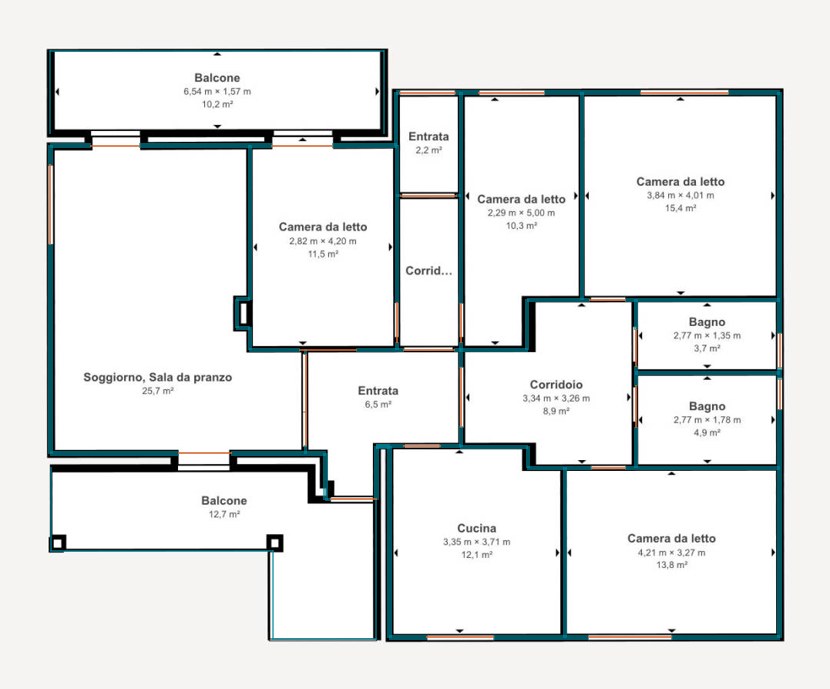 Balcone
6,54 m × 1,57 m
10,2 m²
Entrata
2,2 m²
Camera da letto
3,84 m × 4,01 m
15,4 m²
Camera da letto
2,29 m × 5,00 m
10,3 m²
Camera da letto
2,82 m × 4,20 m
11,5 m²
Corrid...
Bagno
2,77 m × 1,35 m
3,7 m²
Soggiorno, Sala da pranzo
25,7 m²
Entrata
6,5 m²
Corridoio
3,34 m × 3,26 m
8,9 m²
Bagno
2,77 m × 1,78 m
4,9 m²
Balcone
12,7 m²
Cucina
3,35 m × 3,71 m
12,1 m²
Camera da letto
4,21 m × 3,27 m
13,8 m²